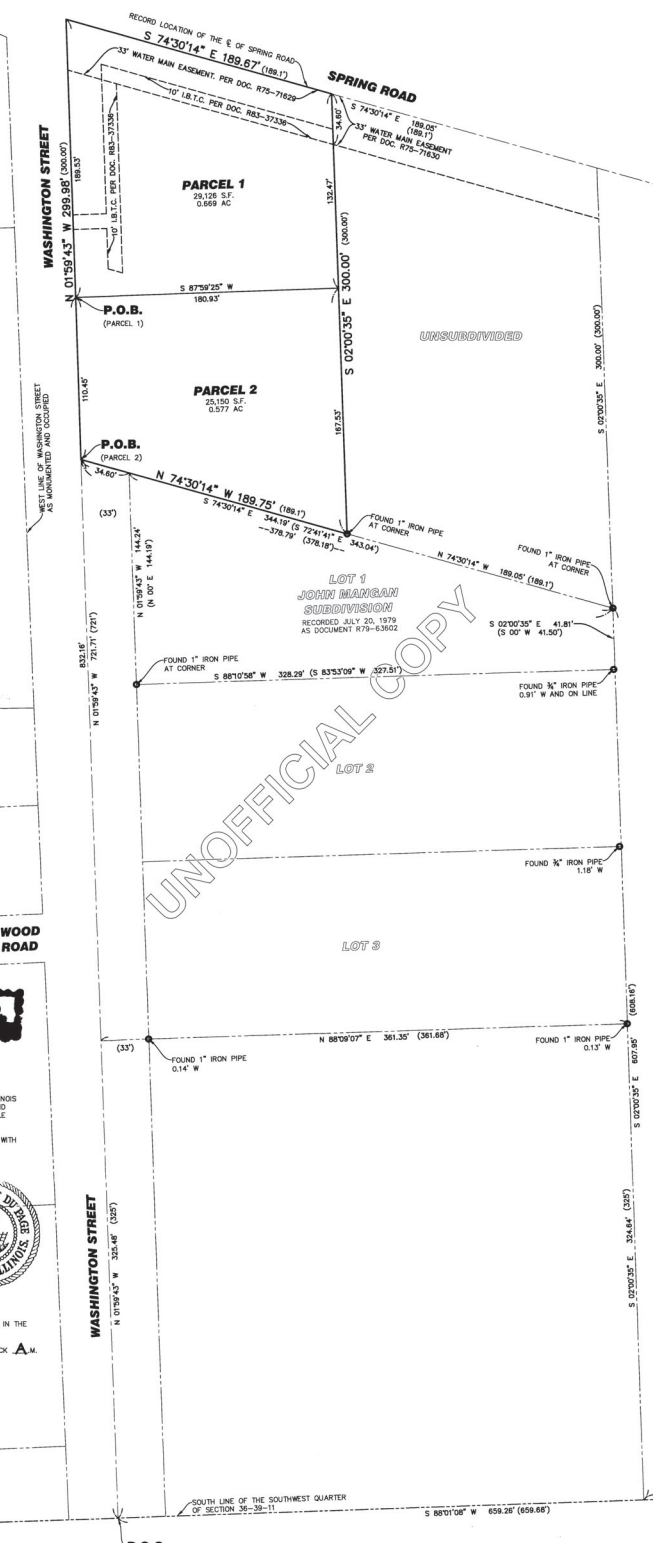 RECORD LOCATION OF THE ℄ OF SPRING ROAD
S 74°30'14" E 189.67' (189.1')
33' WATER MAIN EASEMENT. PER DOC. R75-71629
10' I.B.T.C. PER DOC. R83-37336
SPRING ROAD
S 74°30'14" E 189.05'
(189.1')
33' WATER MAIN EASEMENT
PER DOC. R75-71630
34.60'
WASHINGTON STREET
N 01°59'43" W 299.98' (300.00')
189.53'
10' I.B.T.C. PER DOC. R83-37336
PARCEL 1
29,126 S.F.
0.669 AC
132.47'
S 02°00'35" E 300.00' (300.00')
S 87°59'25" W
180.93'
P.O.B.
(PARCEL 1)
UNSUBDIVIDED
S 02°00'35" E 300.00' (300.00')
110.45'
PARCEL 2
25,150 S.F.
0.577 AC
167.53'
WEST LINE OF WASHINGTON STREET
AS MONUMENTED AND OCCUPIED
P.O.B.
(PARCEL 2)
34.60'
N 74°30'14" W 189.75' (189.1')
S 74°30'14" E 344.19' (S 72°41'41" E 343.04')
378.79' (378.18')
(33')
FOUND 1" IRON PIPE
AT CORNER
N 74°30'14" W 189.05' (189.1')
FOUND 1" IRON PIPE
AT CORNER
N 01°59'43" W 144.24'
(N 00° E 144.19')
LOT 1
JOHN MANGAN
SUBDIVISION
RECORDED JULY 20, 1979
AS DOCUMENT R79-63602
S 02°00'35" E 41.81'
(S 00° W 41.50')
832.16'
N 01°59'43" W 721.71 (721')
FOUND 1" IRON PIPE
AT CORNER
S 88°10'58" W 328.29' (S 83°53'09" W 327.51')
FOUND ¾" IRON PIPE
0.91' W AND ON LINE
UNOFFICIAL COPY
LOT 2
FOUND ¾" IRON PIPE
1.18' W
WOOD
ROAD
LOT 3
(33')
N 88°09'07" E 361.35' (361.68')
FOUND 1" IRON PIPE
0.14' W
FOUND 1" IRON PIPE
0.13' W
S 02°00'35" E 607.95' (608.16')
NOIS
WITH
DU PAGE
IN THE
A.M.
WASHINGTON STREET
N 01°59'43" W 325.48' (325')
S 02°00'35" E 324.64' (325')
SOUTH LINE OF THE SOUTHWEST QUARTER
OF SECTION 36-39-11
S 88°01'08" W 659.26' (659.68')